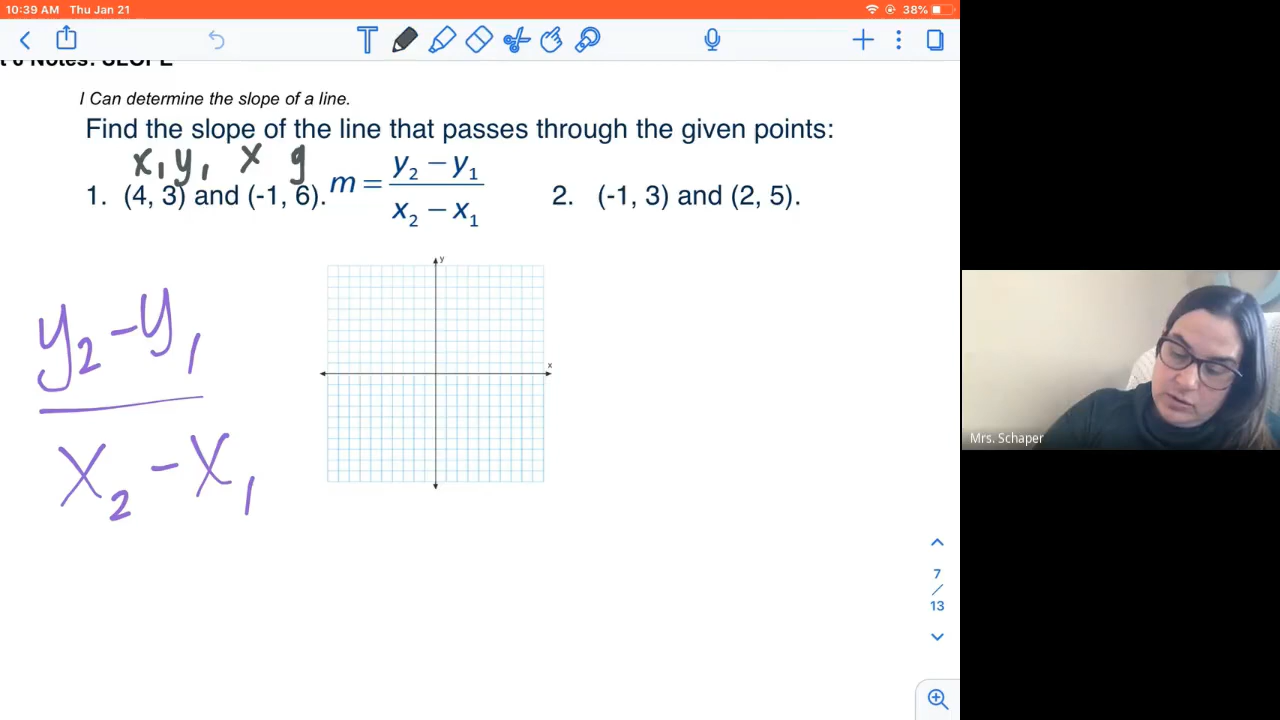 10:39 AM Thu Jan 21 38%
t 6 Notes: SLOPE
I Can determine the slope of a line.
Find the slope of the line that passes through the given points:
x₁ y₁ x y
1. (4, 3) and (-1, 6). m = (y₂ − y₁)/(x₂ − x₁) 2. (-1, 3) and (2, 5).
y
x
y₂ - y₁
x₂ - x₁
Mrs. Schaper
7
/
13